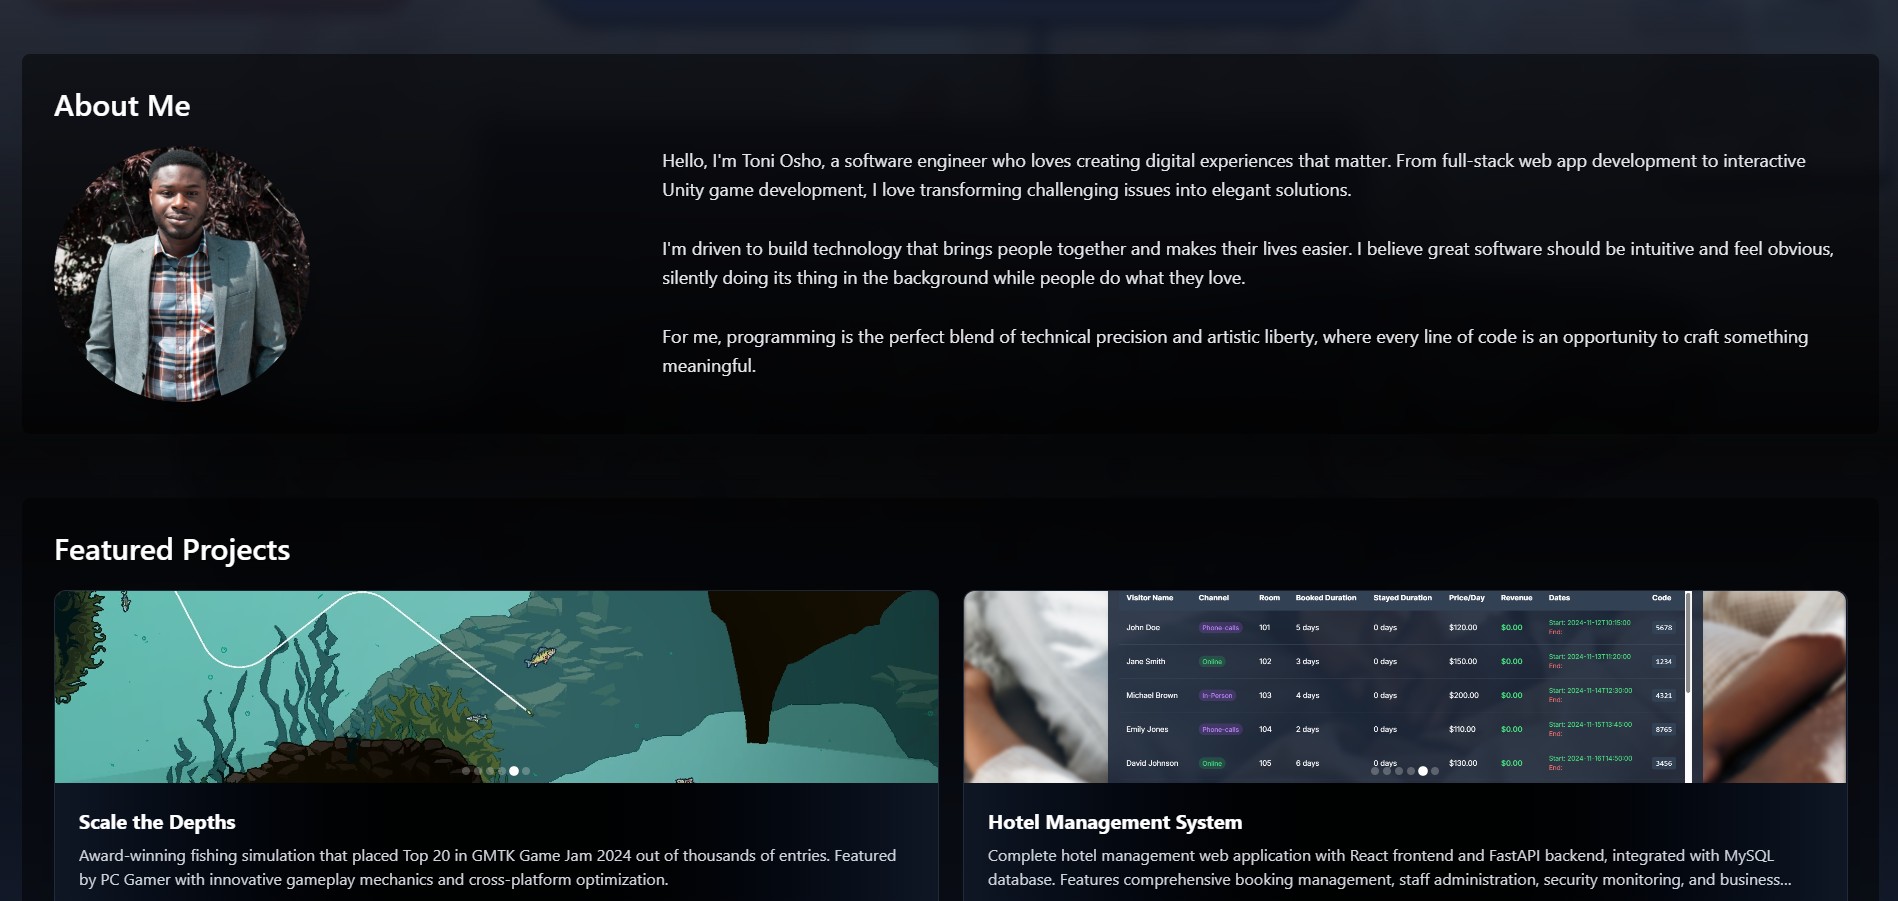 About Me
Hello, I'm Toni Osho, a software engineer who loves creating digital experiences that matter. From full-stack web app development to interactive
Unity game development, I love transforming challenging issues into elegant solutions.
I'm driven to build technology that brings people together and makes their lives easier. I believe great software should be intuitive and feel obvious,
silently doing its thing in the background while people do what they love.
For me, programming is the perfect blend of technical precision and artistic liberty, where every line of code is an opportunity to craft something
meaningful.
Featured Projects
Visitor Name Channel Room Booked Duration Stayed Duration Price/Day Revenue Dates Code
John Doe Phone-calls 101 5 days 0 days $120.00 $0.00 Start: 2024-11-12T10:15:00 5678
End:
Jane Smith Online 102 3 days 0 days $150.00 $0.00 Start: 2024-11-13T11:20:00 1234
End:
Michael Brown In-Person 103 4 days 0 days $200.00 $0.00 Start: 2024-11-14T12:30:00 4321
End:
Emily Jones Phone-calls 104 2 days 0 days $110.00 $0.00 Start: 2024-11-15T13:45:00 8765
End:
David Johnson Online 105 6 days 0 days $130.00 $0.00 Start: 2024-11-16T14:50:00 3456
End:
Scale the Depths
Award-winning fishing simulation that placed Top 20 in GMTK Game Jam 2024 out of thousands of entries. Featured
by PC Gamer with innovative gameplay mechanics and cross-platform optimization.
Hotel Management System
Complete hotel management web application with React frontend and FastAPI backend, integrated with MySQL
database. Features comprehensive booking management, staff administration, security monitoring, and business...